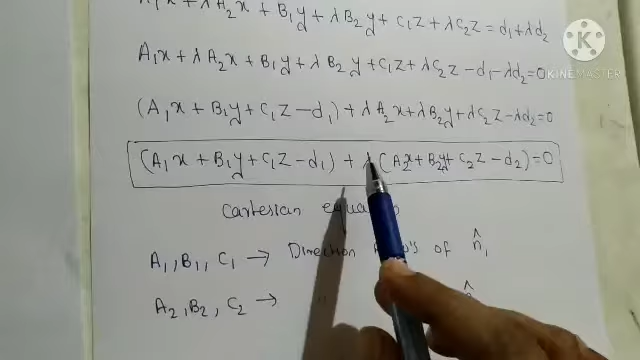 A₁x + λA₂x + B₁y + λB₂y + C₁z + λC₂z = d₁ + λd₂
KINEMASTER
A₁x + λA₂x + B₁y + λB₂y + C₁z + λC₂z - d₁ - λd₂ = 0
(A₁x + B₁y + C₁z - d₁) + λA₂x + λB₂y + λC₂z - λd₂ = 0
(A₁x + B₁y + C₁z - d₁) + λ(A₂x + B₂y + C₂z - d₂) = 0
Cartesian
A₁, B₁, C₁ → Direction of n̂₁
A₂, B₂, C₂ → "